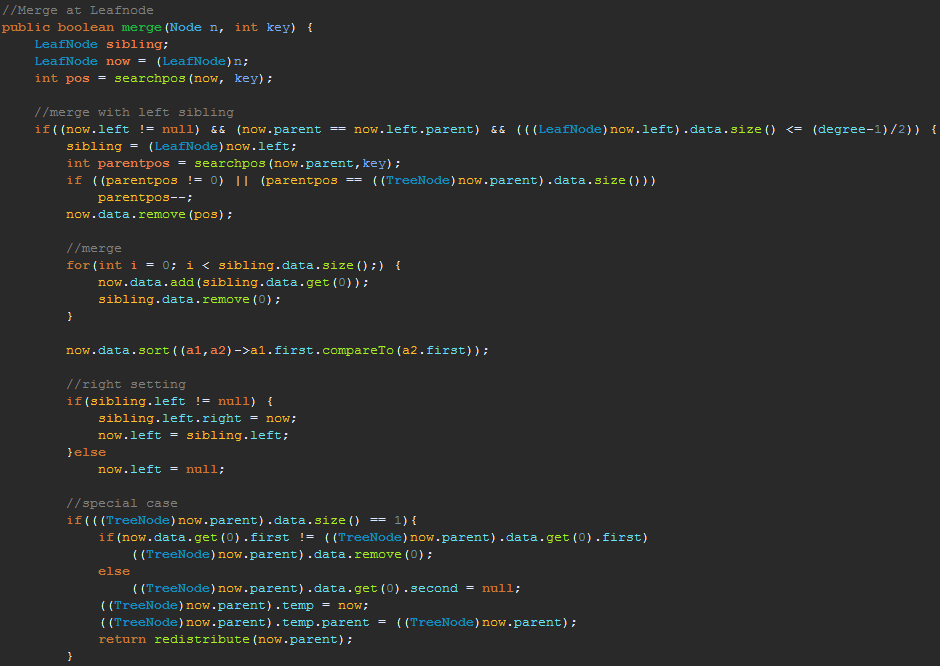 //Merge at Leafnode
public boolean merge(Node n, int key) {
    LeafNode sibling;
    LeafNode now = (LeafNode)n;
    int pos = searchpos(now, key);

    //merge with left sibling
    if((now.left != null) && (now.parent == now.left.parent) && (((LeafNode)now.left).data.size() <= (degree-1)/2)) {
        sibling = (LeafNode)now.left;
        int parentpos = searchpos(now.parent,key);
        if ((parentpos != 0) || (parentpos == ((TreeNode)now.parent).data.size()))
            parentpos--;
        now.data.remove(pos);

        //merge
        for(int i = 0; i < sibling.data.size();) {
            now.data.add(sibling.data.get(0));
            sibling.data.remove(0);
        }

        now.data.sort((a1,a2)->a1.first.compareTo(a2.first));

        //right setting
        if(sibling.left != null) {
            sibling.left.right = now;
            now.left = sibling.left;
        }else
            now.left = null;

        //special case
        if(((TreeNode)now.parent).data.size() == 1){
            if(now.data.get(0).first != ((TreeNode)now.parent).data.get(0).first)
                ((TreeNode)now.parent).data.remove(0);
            else
                ((TreeNode)now.parent).data.get(0).second = null;
            ((TreeNode)now.parent).temp = now;
            ((TreeNode)now.parent).temp.parent = ((TreeNode)now.parent);
            return redistribute(now.parent);
        }